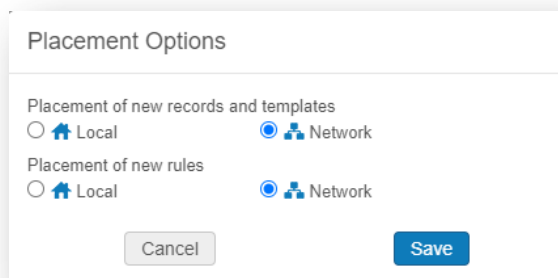 Placement Options
Placement of new records and templates
Local Network
Placement of new rules
Local Network
Cancel Save